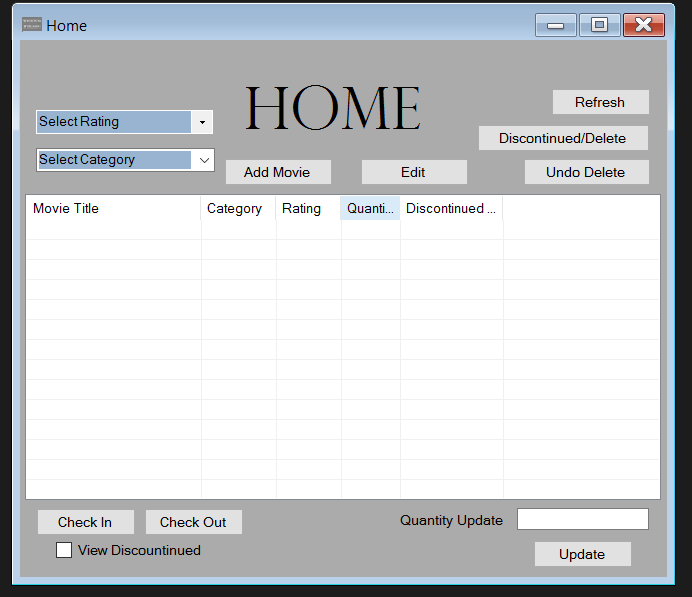 Home
HOME
Refresh
Select Rating
Discontinued/Delete
Select Category
Add Movie Edit Undo Delete
Movie Title Category Rating Quanti... Discontinued ...
Check In Check Out Quantity Update
View Discountinued
Update